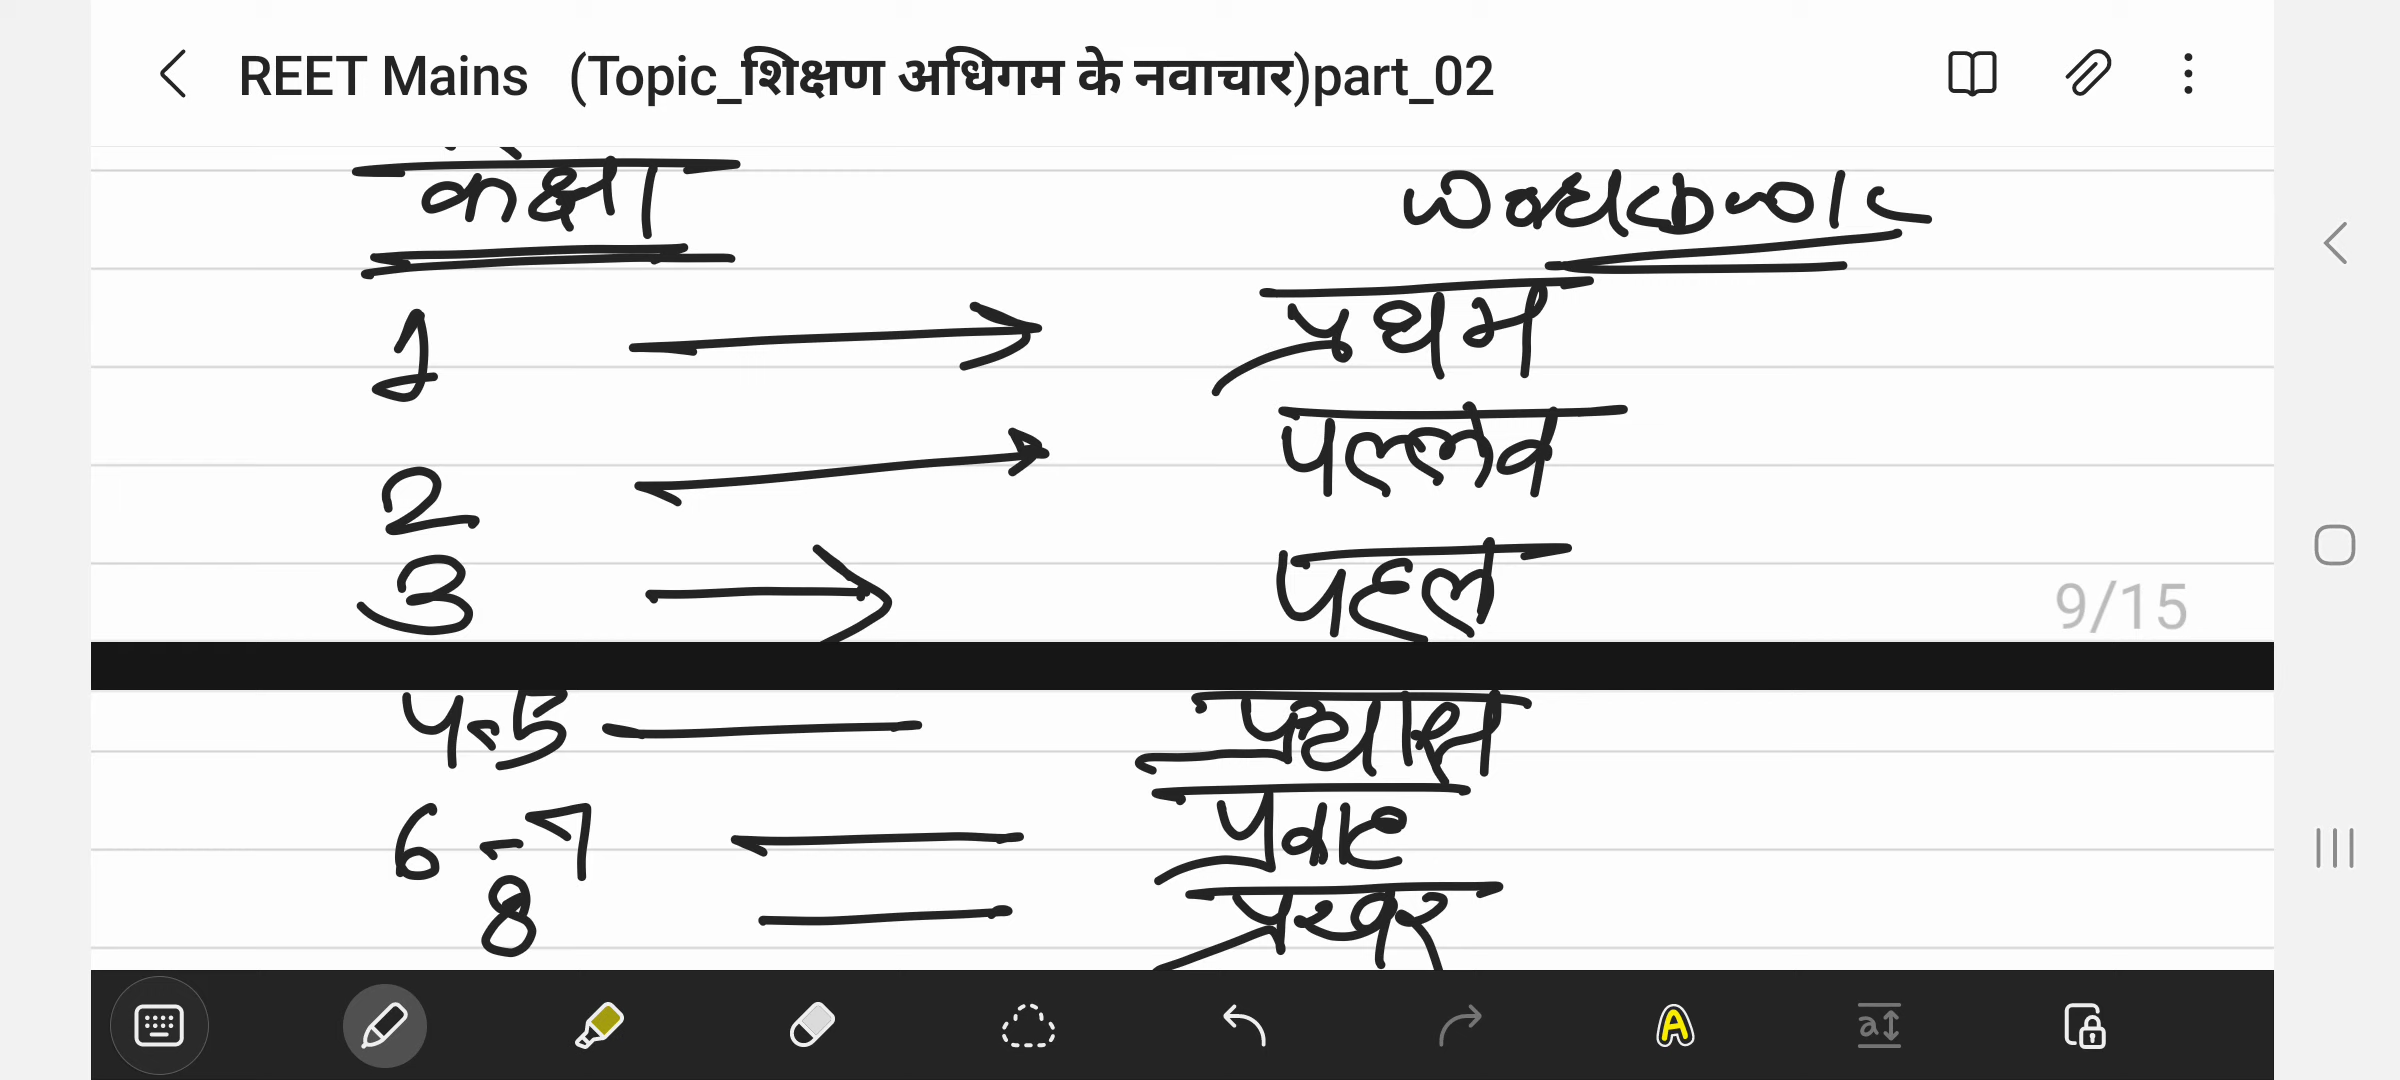 REET Mains (Topic_शिक्षण अधिगम के नवाचार)part_02
कक्षा workbook
1 → प्रथम
2 → पल्लव
3 → पहल
9/15
4-5 — प्रयास
6-7 — प्रवाह
8 — प्रखर